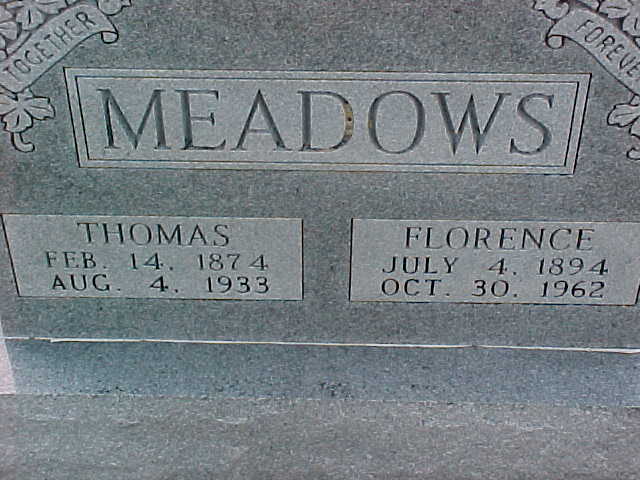 TOGETHER
FOREVE
MEADOWS
THOMAS
FEB. 14, 1874
AUG. 4, 1933
FLORENCE
JULY 4, 1894
OCT. 30, 1962